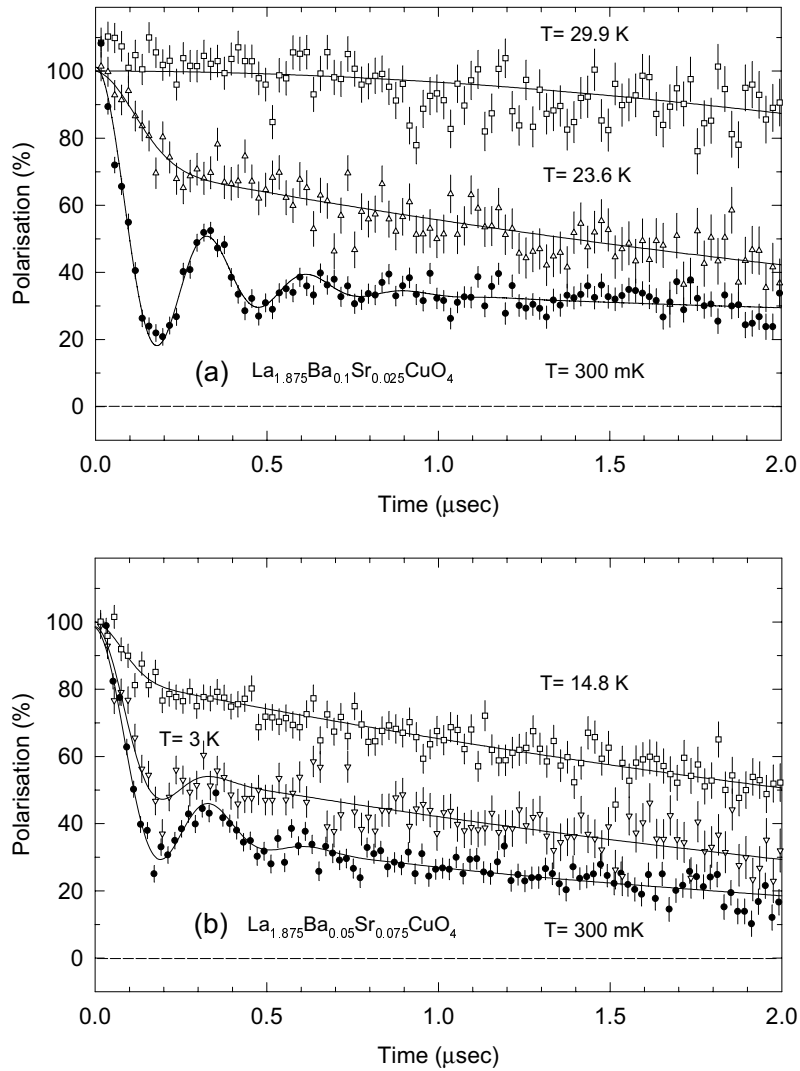 T= 29.9 K
100
80
T= 23.6 K
60
Polarisation (%)
40
20
(a) La1.875Ba0.1Sr0.025CuO4 T= 300 mK
0
0.0 0.5 1.0 1.5 2.0
Time (μsec)
100
80
T= 14.8 K
T= 3 K
60
Polarisation (%)
40
20
(b) La1.875Ba0.05Sr0.075CuO4 T= 300 mK
0
0.0 0.5 1.0 1.5 2.0
Time (μsec)